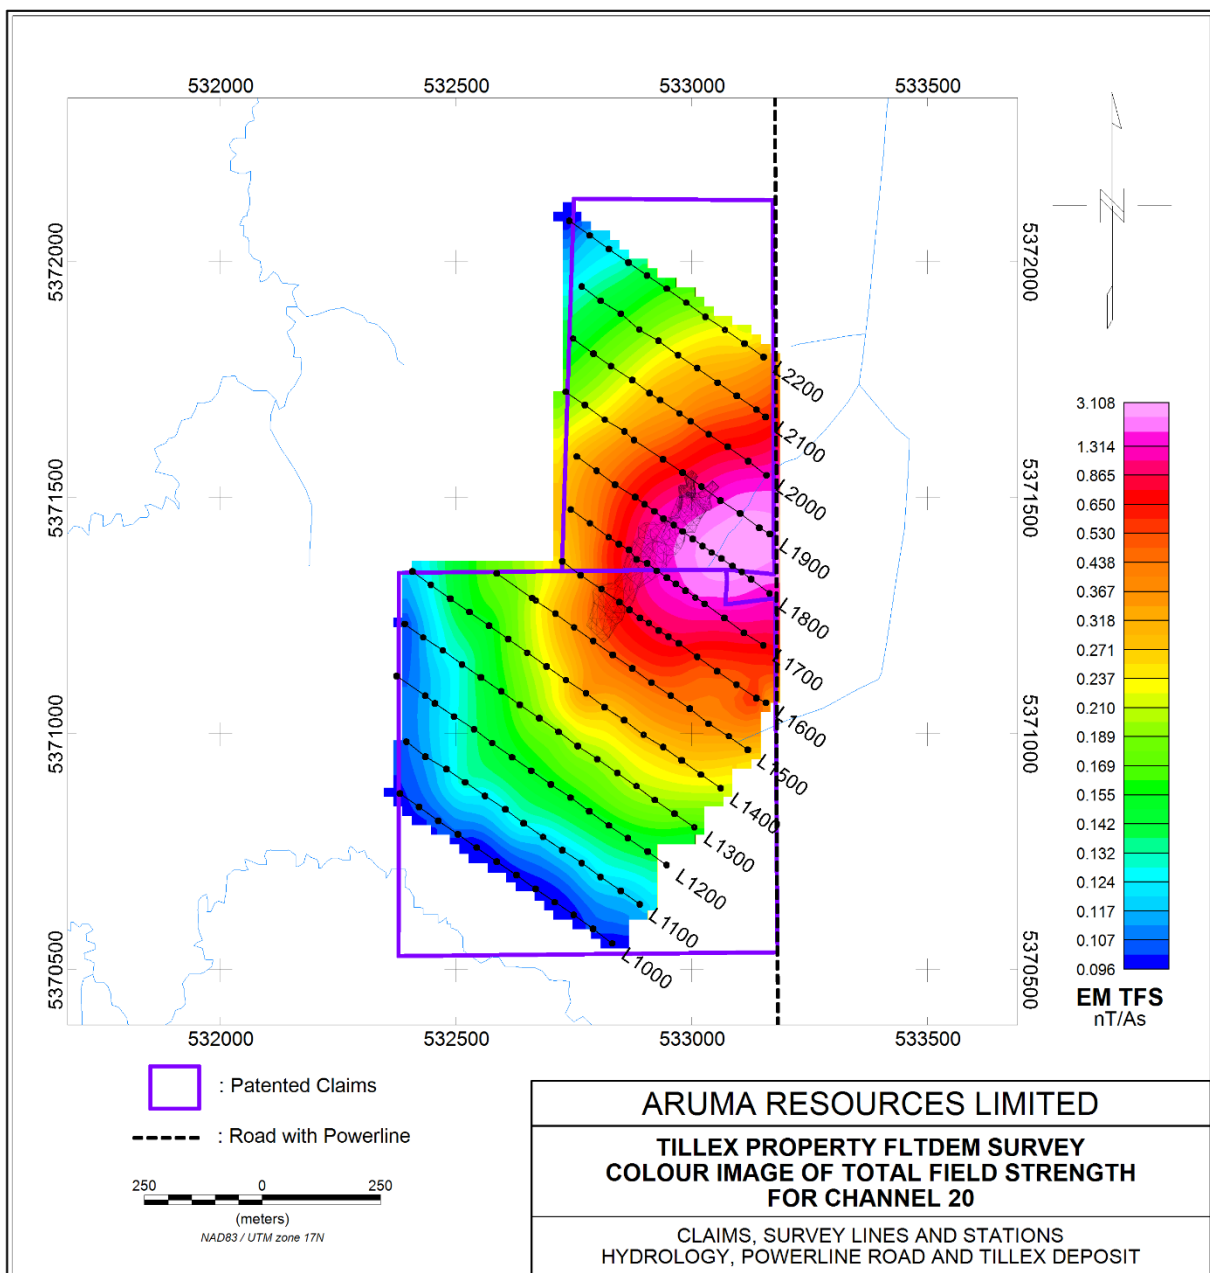 532000 532500 533000 533500
5372000 5372000
5371500 5371500
5371000 5371000
5370500 5370500
532000 532500 533000 533500
N
L2200
L2100
L2000
L1900
L1800
L1700
L1600
L1500
L1400
L1300
L1200
L1100
L1000
3.108
1.314
0.865
0.650
0.530
0.438
0.367
0.318
0.271
0.237
0.210
0.189
0.169
0.155
0.142
0.132
0.124
0.117
0.107
0.096
EM TFS
nT/As
: Patented Claims
: Road with Powerline
250 0 250
(meters)
NAD83 / UTM zone 17N
ARUMA RESOURCES LIMITED
TILLEX PROPERTY FLTDEM SURVEY
COLOUR IMAGE OF TOTAL FIELD STRENGTH
FOR CHANNEL 20
CLAIMS, SURVEY LINES AND STATIONS
HYDROLOGY, POWERLINE ROAD AND TILLEX DEPOSIT